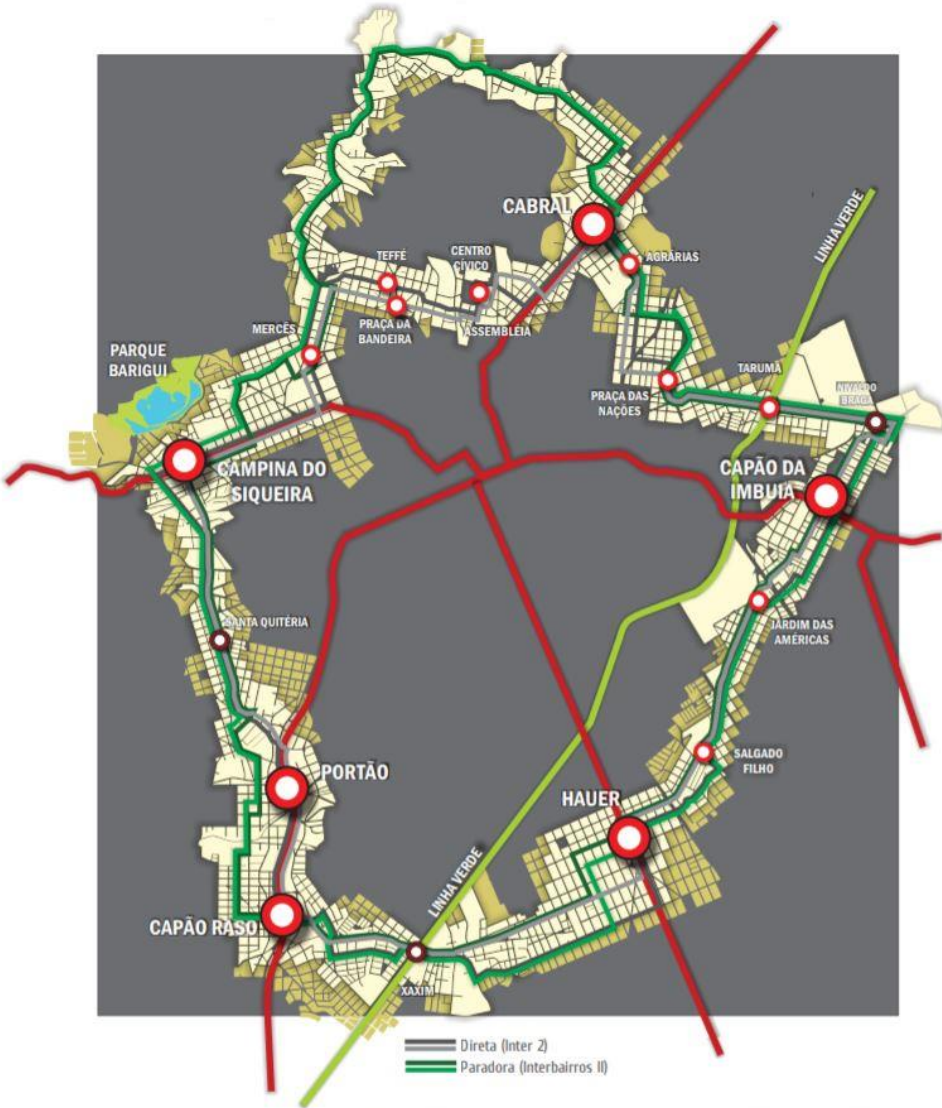 CABRAL
LINHA VERDE
AGRÁRIAS
TEFFÉ
CENTRO
CÍVICO
MERCÊS
PRAÇA DA
BANDEIRA
ASSEMBLÉIA
PARQUE
BARIGUI
PRAÇA DAS
NAÇÕES
TARUMÃ
NIVALDO
BRAGA
CAMPINA DO
SIQUEIRA
CAPÃO DA
IMBUIA
SANTA QUITÉRIA
JARDIM DAS
AMÉRICAS
PORTÃO
SALGADO
FILHO
HAUER
LINHA VERDE
CAPÃO RASO
XAXIM
Direta (Inter 2)
Paradora (Interbairros II)